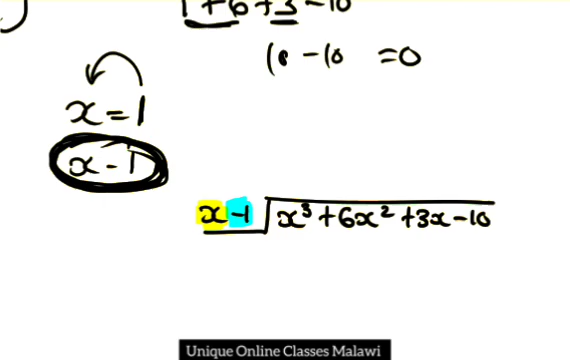 1 + 6 + 3 - 10
10 - 10 = 0
x = 1
x - 1
x - 1 x³ + 6x² + 3x - 10
Unique Online Classes Malawi